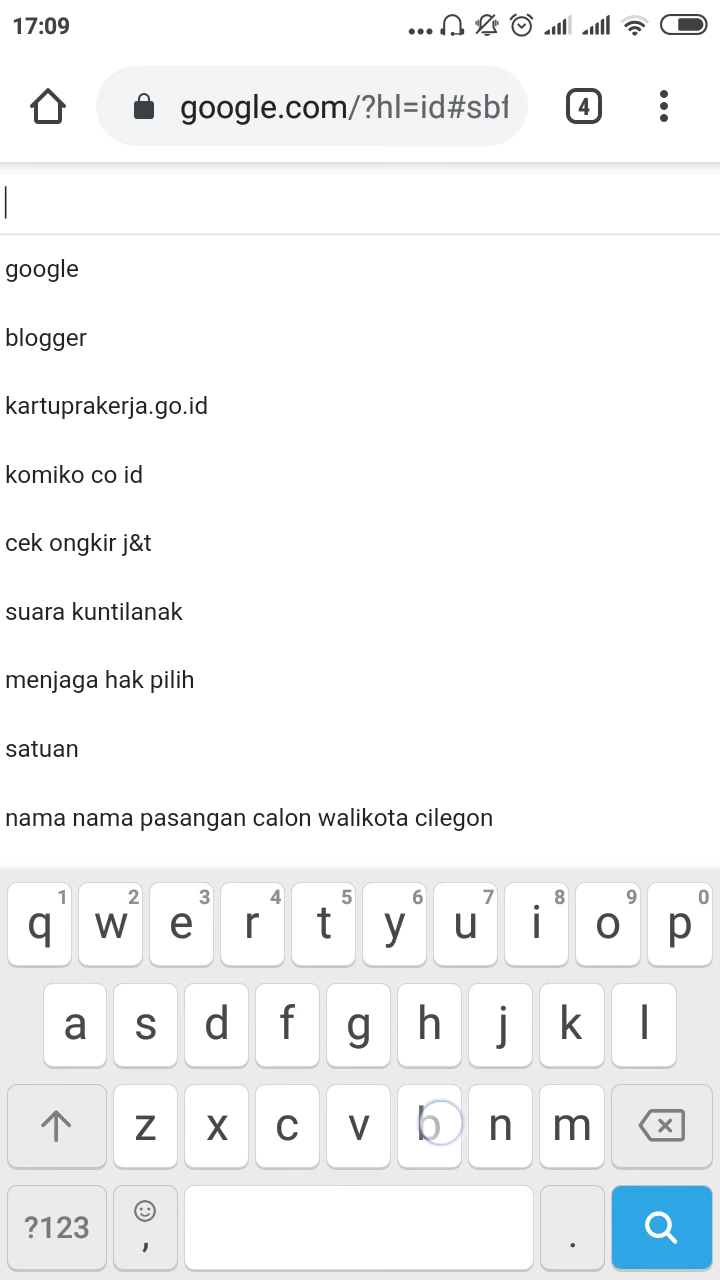 17:09
google.com/?hl=id#sbf
4
google
blogger
kartuprakerja.go.id
komiko co id
cek ongkir j&t
suara kuntilanak
menjaga hak pilih
satuan
nama nama pasangan calon walikota cilegon
1 2 3 4 5 6 7 8 9 0
q w e r t y u i o p
a s d f g h j k l
z x c v b n m
?123 , .